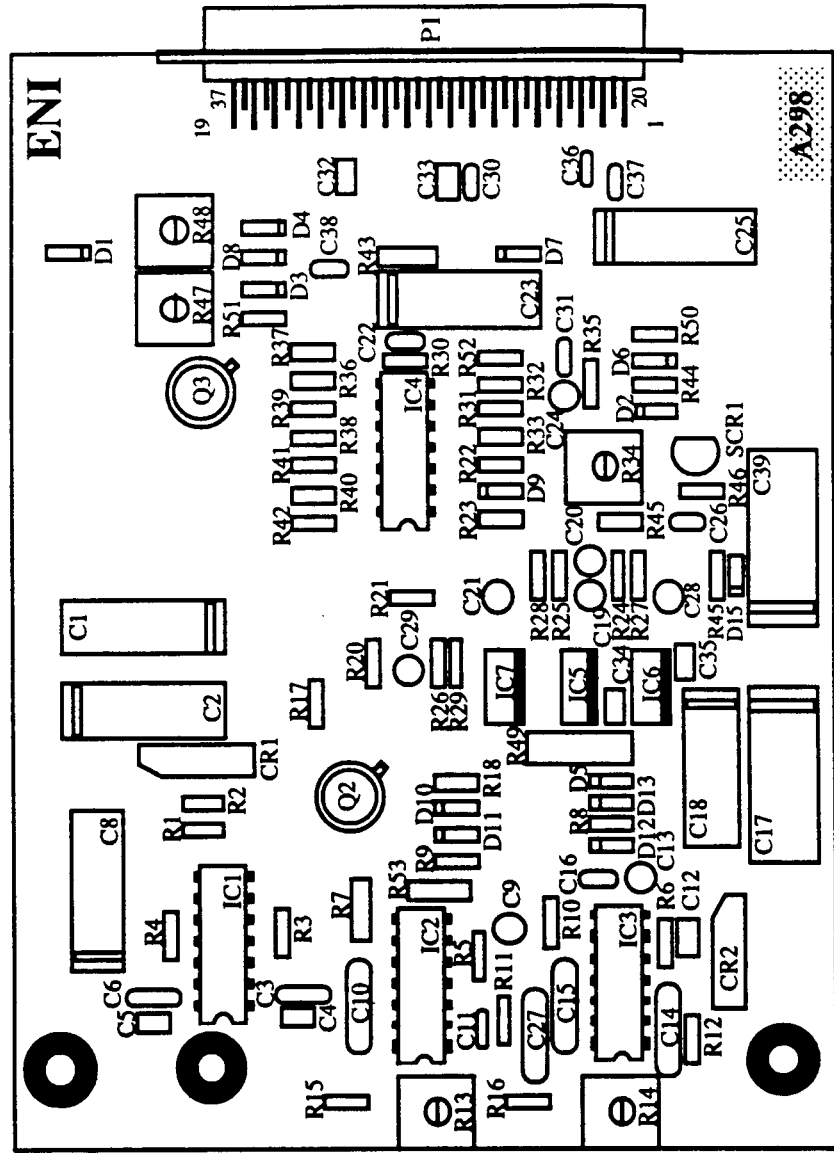 ENI
P1
19
37
20
1
A298
D1
R48
D4
D8
R47
D3
R51
C38
C32
C33
C30
C36
C37
R43
D7
C25
C23
C22
R30
IC4
C31
R35
R50
D6
R44
D2
R37
R36
R39
R38
R41
R40
R42
Q3
R52
R32
R31
R33
R22
D9
R23
C24
R34
SCR1
R46
C39
C20
R45
C26
C1
C2
CR1
R21
C21
R28
R25
C19
R24
R27
C28
R45
D15
R20
C29
R26
R29
R17
IC7
IC5
C34
IC6
C35
R49
C8
R1
R2
Q2
D10
R18
D11
R9
D5
D13
R8
D12
C13
C18
C17
R4
IC1
R3
R7
R53
IC2
R5
C9
R11
C16
R10
IC3
R6
C12
CR2
C6
C5
C3
C4
C10
C11
C27
C15
C14
R12
R15
R13
R16
R14